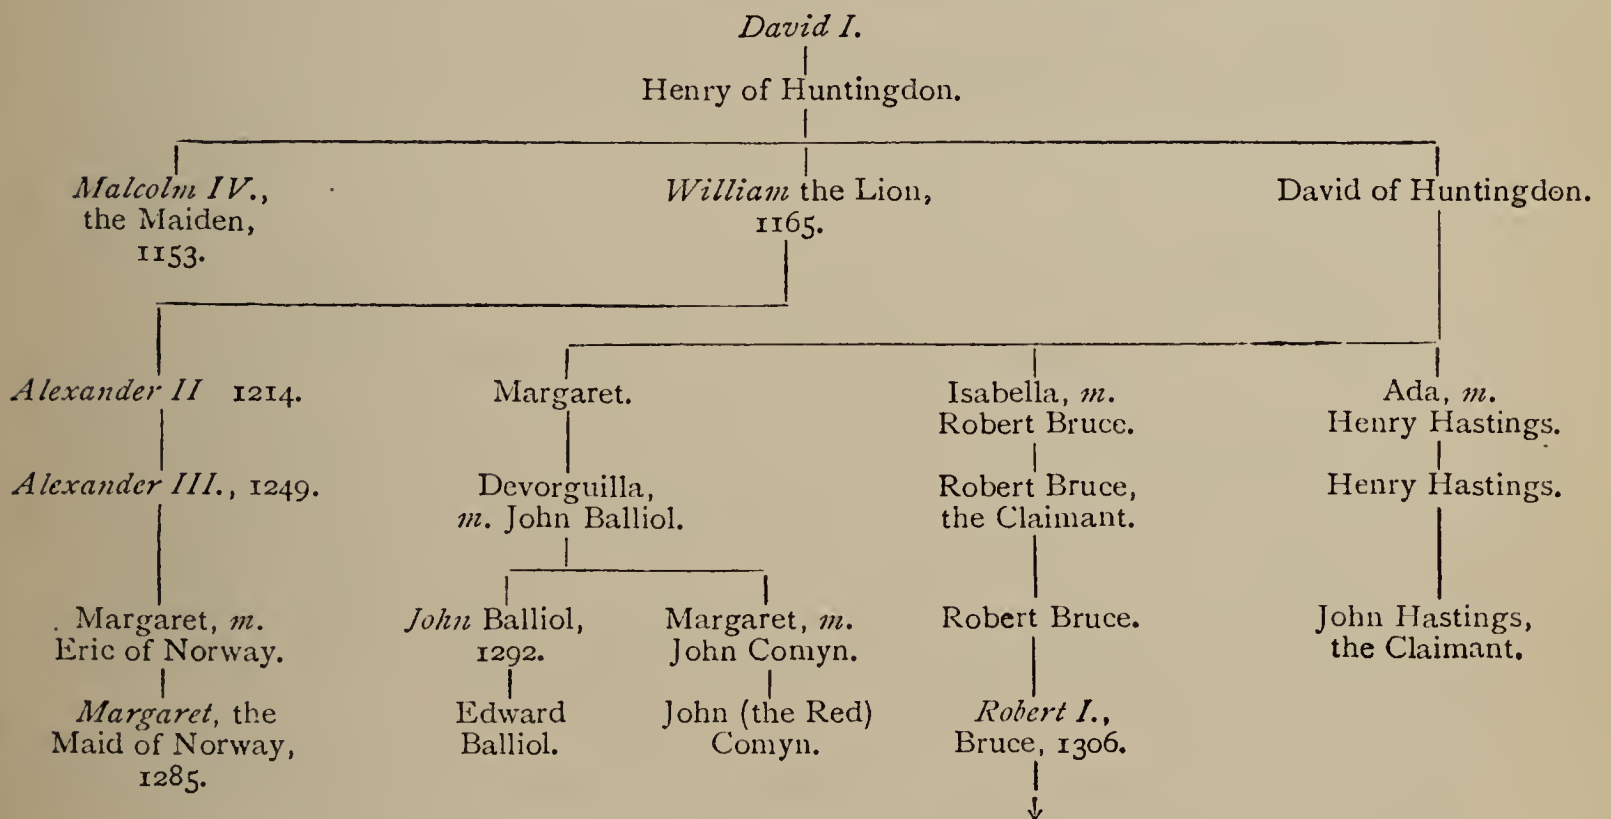 David I.
Henry of Huntingdon.
Malcolm IV.,
the Maiden,
1153.
William the Lion,
1165.
David of Huntingdon.
Alexander II 1214.
Margaret.
Isabella, m.
Robert Bruce.
Ada, m.
Henry Hastings.
Alexander III., 1249.
Devorguilla,
m. John Balliol.
Robert Bruce,
the Claimant.
Henry Hastings.
Margaret, m.
Eric of Norway.
John Balliol,
1292.
Margaret, m.
John Comyn.
Robert Bruce.
John Hastings,
the Claimant.
Margaret, the
Maid of Norway,
1285.
Edward
Balliol.
John (the Red)
Comyn.
Robert I.,
Bruce, 1306.